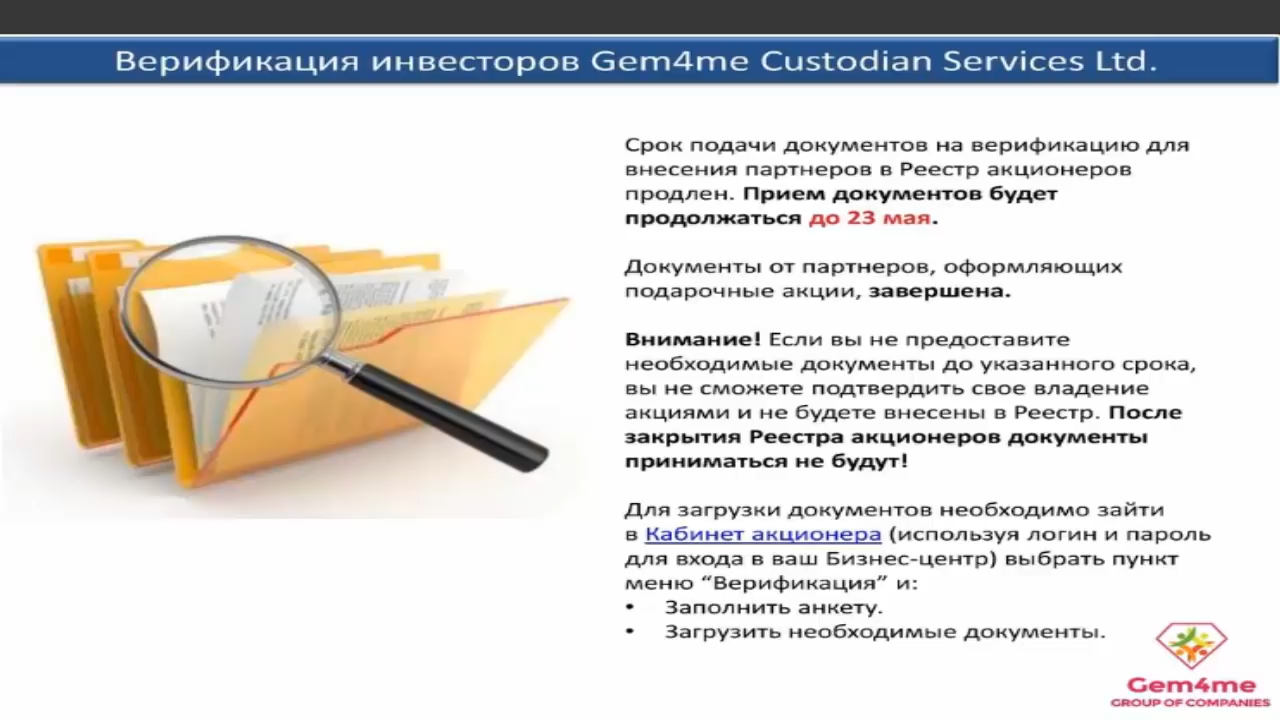 Верификация инвесторов Gem4me Custodian Services Ltd.
Срок подачи документов на верификацию для
внесения партнеров в Реестр акционеров
продлен. Прием документов будет
продолжаться до 23 мая.
Документы от партнеров, оформляющих
подарочные акции, завершена.
Внимание! Если вы не предоставите
необходимые документы до указанного срока,
вы не сможете подтвердить свое владение
акциями и не будете внесены в Реестр. После
закрытия Реестра акционеров документы
приниматься не будут!
Для загрузки документов необходимо зайти
в Кабинет акционера (используя логин и пароль
для входа в ваш Бизнес-центр) выбрать пункт
меню “Верификация” и:
• Заполнить анкету.
• Загрузить необходимые документы.
Gem4me
GROUP OF COMPANIES